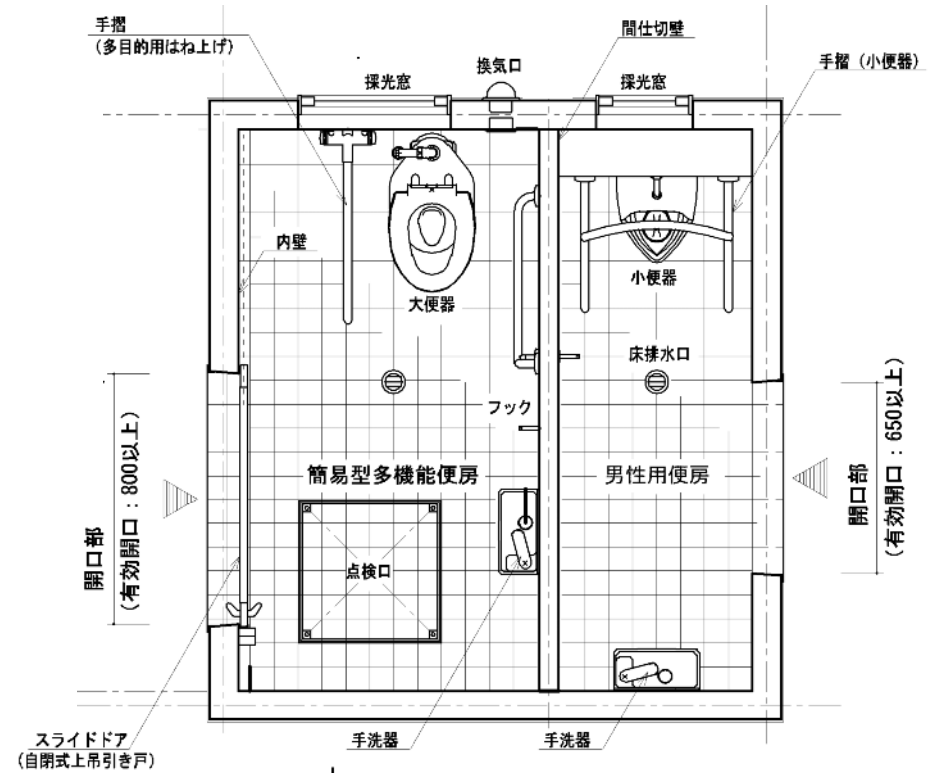 手摺
(多目的用はね上げ)
換気口
間仕切壁
手摺（小便器）
採光窓
採光窓
内壁
大便器
小便器
床排水口
フック
簡易型多機能便房
男性用便房
開口部
(有効開口：800以上)
開口部
(有効開口：650以上)
点検口
スライドドア
(自閉式上吊引き戸)
手洗器
手洗器